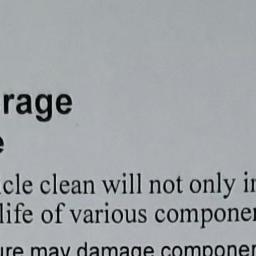 rage
e
cle clean will not only in
life of various componen
ure may damage componen